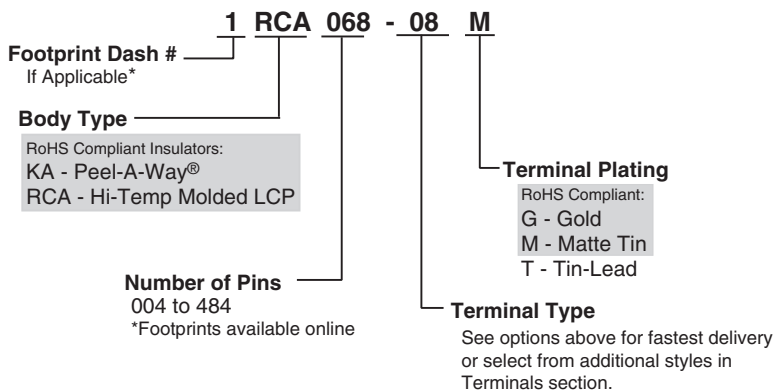 1 RCA 068 - 08 M
Footprint Dash #
If Applicable*
Body Type
RoHS Compliant Insulators:
KA - Peel-A-Way®
RCA - Hi-Temp Molded LCP
Number of Pins
004 to 484
*Footprints available online
Terminal Plating
RoHS Compliant:
G - Gold
M - Matte Tin
T - Tin-Lead
Terminal Type
See options above for fastest delivery
or select from additional styles in
Terminals section.